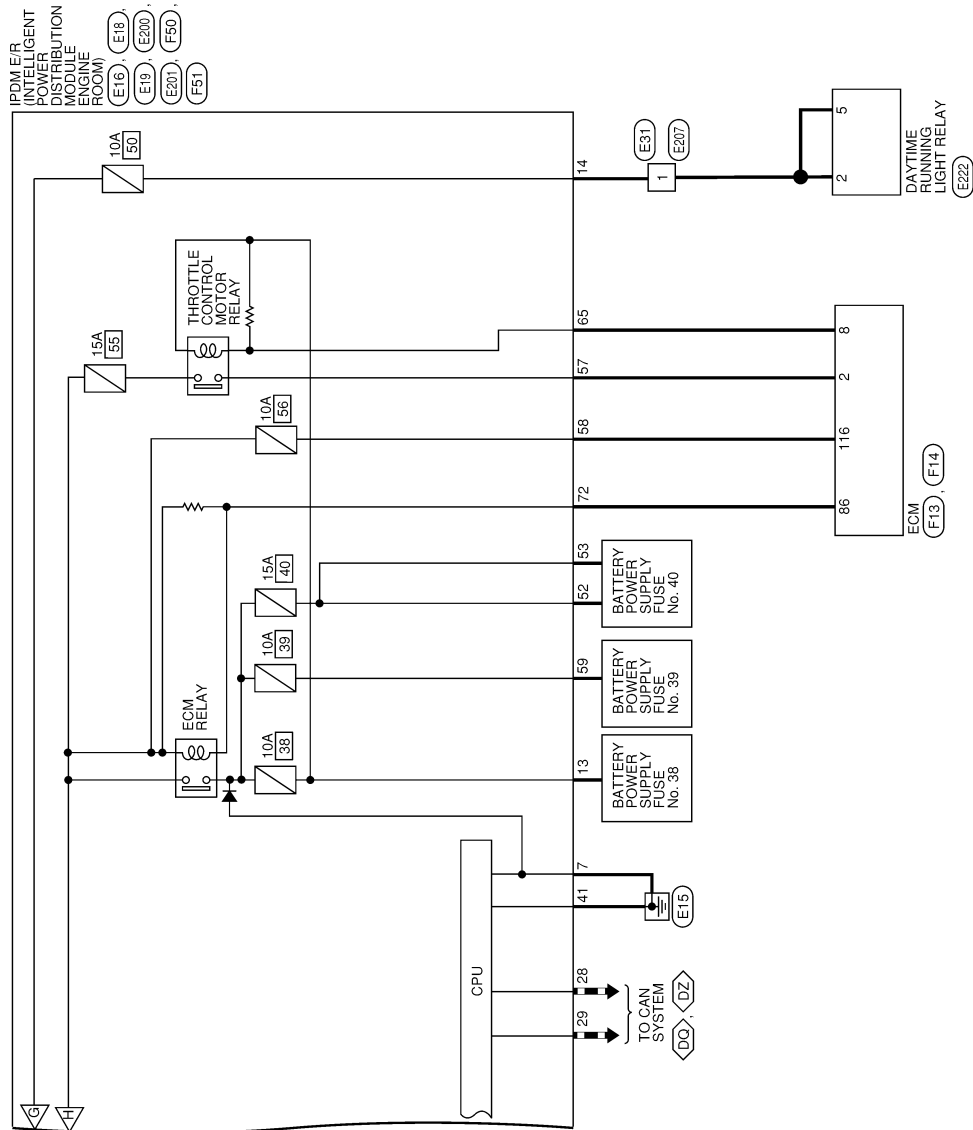 IPDM E/R
(INTELLIGENT
POWER
DISTRIBUTION
MODULE
ENGINE
ROOM)
E16 , E18 ,
E19 , E200 ,
E201 , F50 ,
F51
10A
50
14
E31
E207
1
5
2
DAYTIME
RUNNING
LIGHT RELAY
E222
15A
55
THROTTLE
CONTROL
MOTOR
RELAY
65
57
8
2
10A
56
58
116
72
86
ECM
F13 , F14
ECM
RELAY
15A
40
53
52
BATTERY
POWER
SUPPLY
FUSE
No. 40
10A
39
59
BATTERY
POWER
SUPPLY
FUSE
No. 39
10A
38
13
BATTERY
POWER
SUPPLY
FUSE
No. 38
CPU
7
41
E15
28
29
TO CAN
SYSTEM
DQ , DZ
G
H